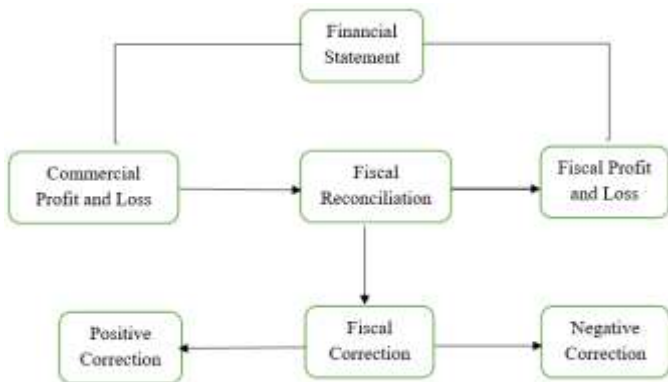 Financial
Statement
Commercial
Profit and Loss
Fiscal
Reconciliation
Fiscal Profit
and Loss
Positive
Correction
Fiscal
Correction
Negative
Correction